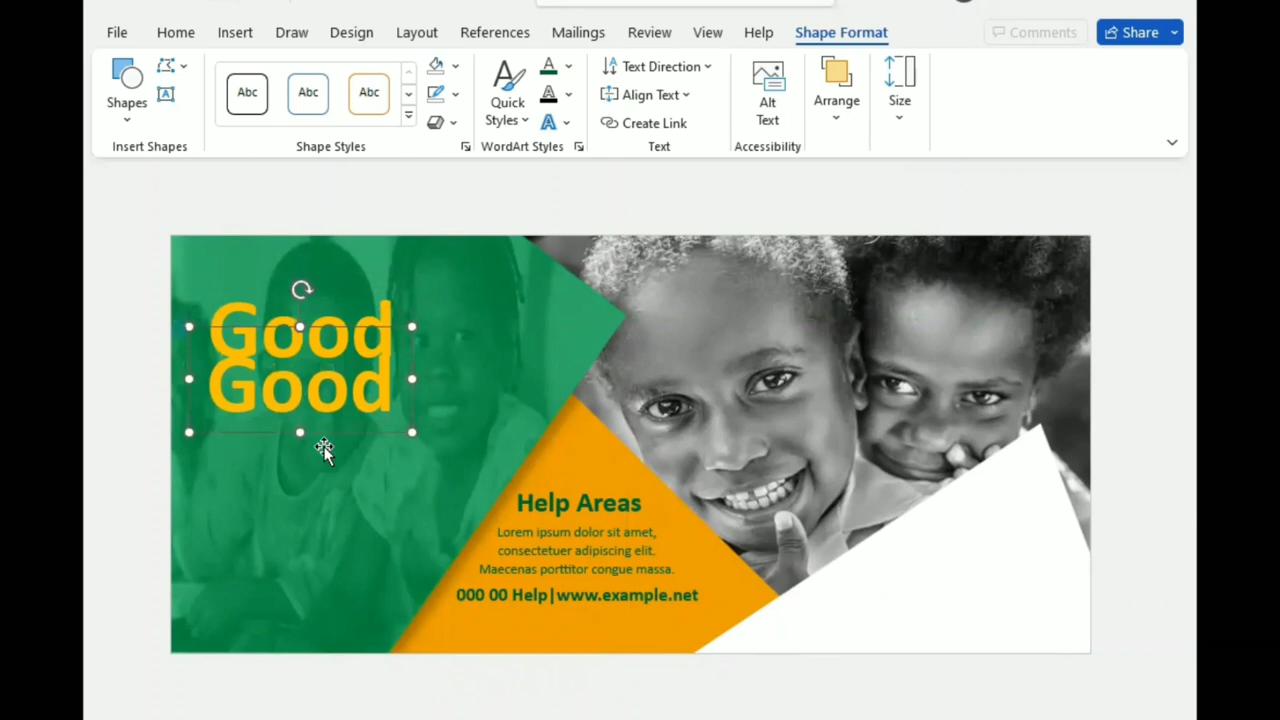 File Home Insert Draw Design Layout References Mailings Review View Help Shape Format Comments Share
Shapes
Insert Shapes
Abc Abc Abc
Shape Styles
Quick
Styles
WordArt Styles
Text Direction
Align Text
Create Link
Text
Alt
Text
Accessibility
Arrange
Size
Good
Good
Help Areas
Lorem ipsum dolor sit amet,
consectetuer adipiscing elit.
Maecenas porttitor congue massa.
000 00 Help|www.example.net